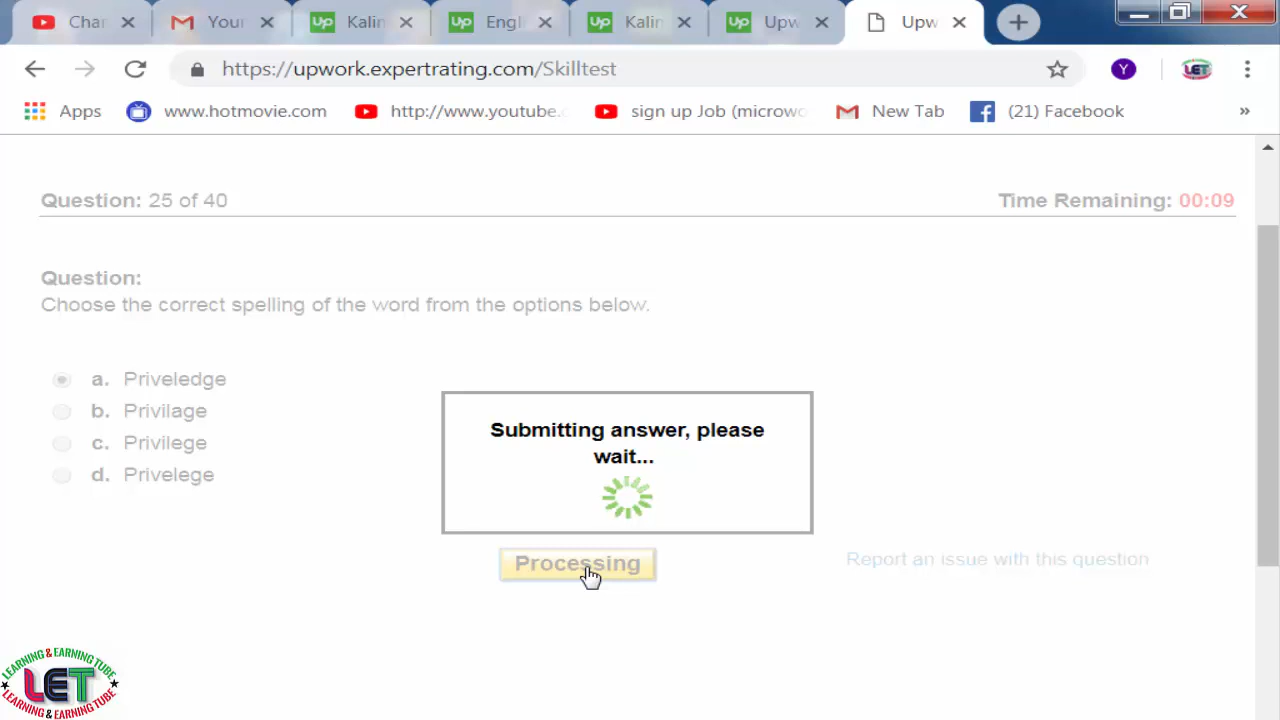 Chan
Your
Kalin
Engl
Kalin
Upw
Upw
https://upwork.expertrating.com/Skilltest
Y
LET
Apps
www.hotmovie.com
http://www.youtube.
sign up Job (microwo
New Tab
(21) Facebook
»
Question: 25 of 40
Time Remaining: 00:09
Question:
Choose the correct spelling of the word from the options below.
a. Priveledge
b. Privilage
c. Privilege
d. Privelege
Submitting answer, please
wait...
Processing
Report an issue with this question
LEARNING & EARNING TUBE
LET
LEARNING & EARNING TUBE